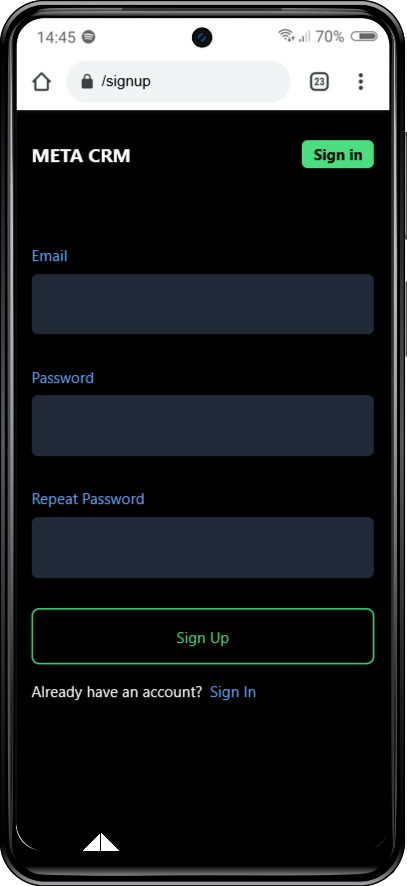 14:45 70%
/signup 23
META CRM Sign in
Email
Password
Repeat Password
Sign Up
Already have an account? Sign In